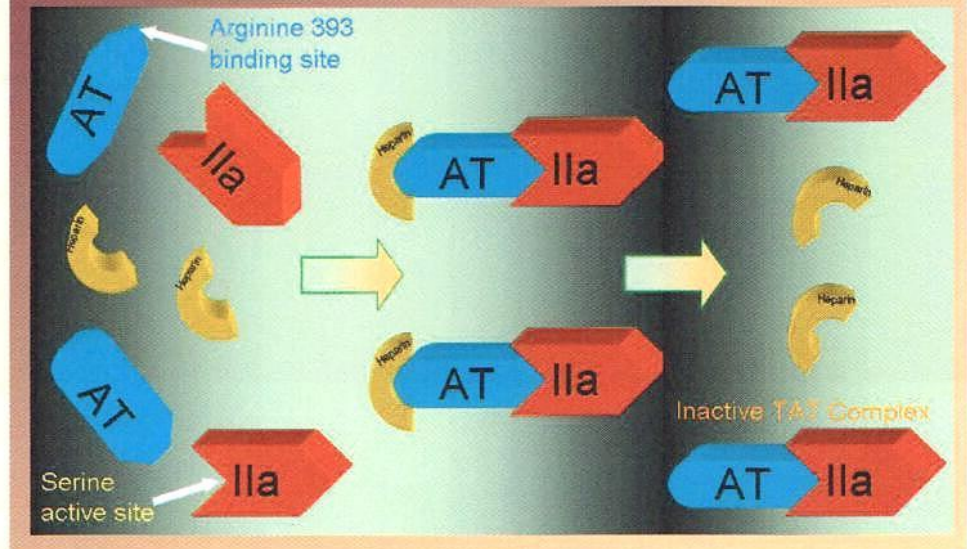 Arginine 393
binding site
AT
IIa
Heparin
Heparin
AT
Serine
active site
IIa
Heparin
AT
IIa
Heparin
AT
IIa
AT
IIa
Heparin
Heparin
Inactive TAT Complex
AT
IIa